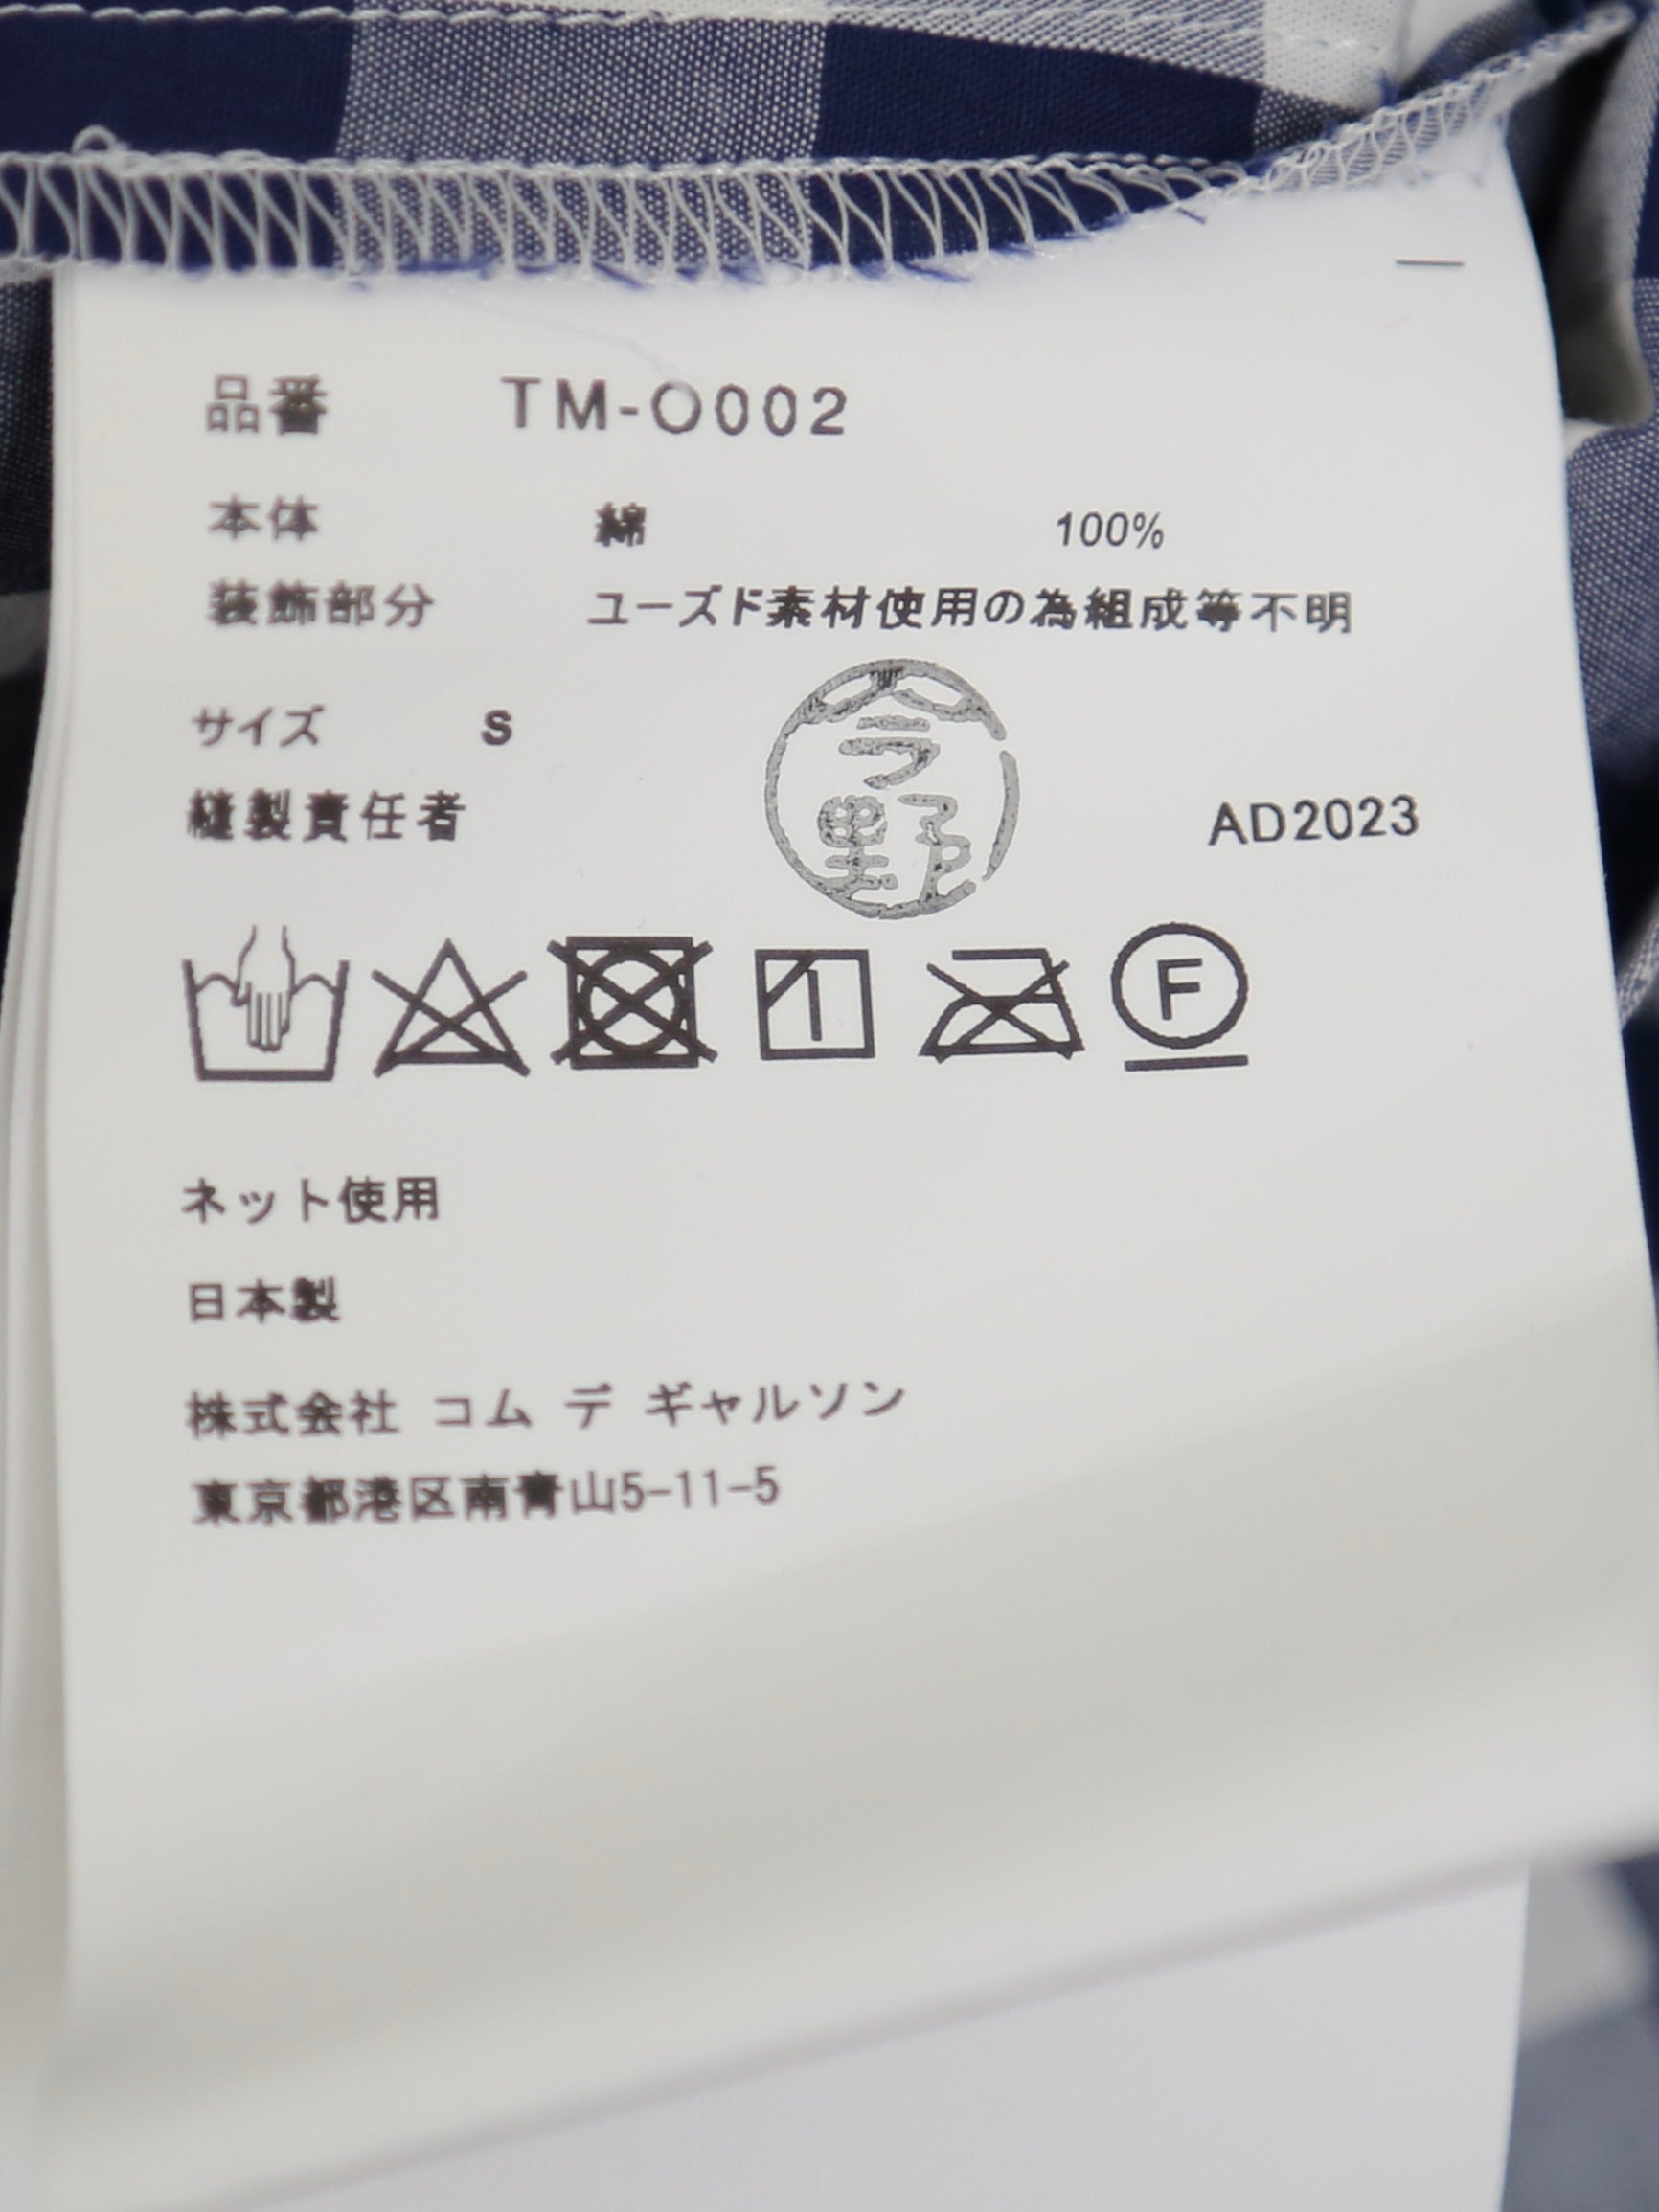 品番 TM-O002
本体 綿 100%
装飾部分 ユーズド素材使用の為組成等不明
サイズ S
縫製責任者 今野 AD2023
1 F
ネット使用
日本製
株式会社 コム デ ギャルソン
東京都港区南青山5-11-5